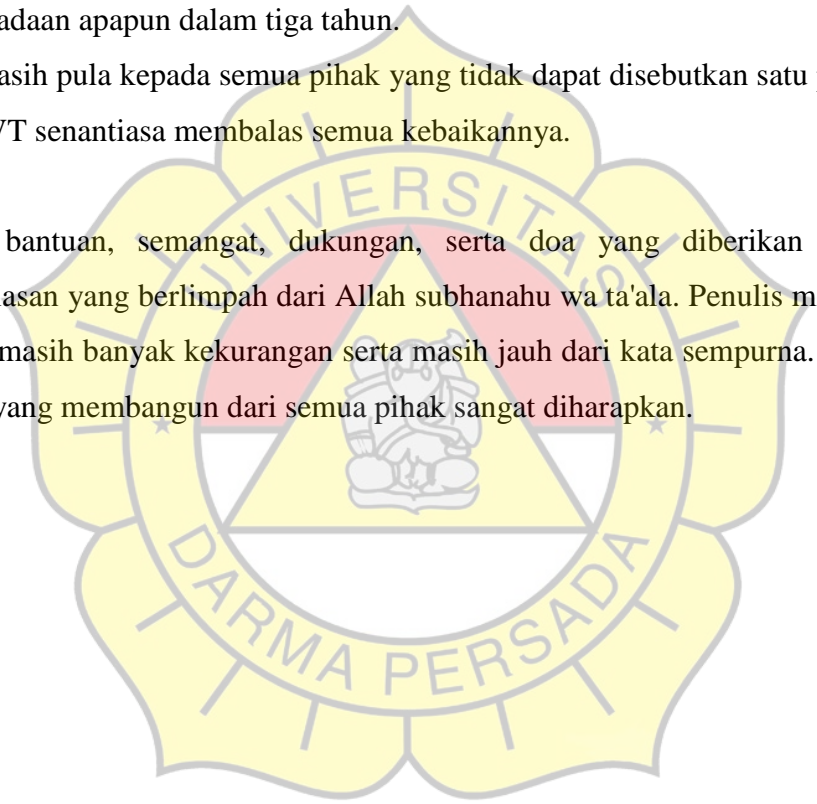 adaan apapun dalam tiga tahun.
asih pula kepada semua pihak yang tidak dapat disebutkan satu
VT senantiasa membalas semua kebaikannya.
bantuan, semangat, dukungan, serta doa yang diberikan
lasan yang berlimpah dari Allah subhanahu wa ta'ala. Penulis m
masih banyak kekurangan serta masih jauh dari kata sempurna.
yang membangun dari semua pihak sangat diharapkan.
UNIVERSITAS
DARMA PERSADA